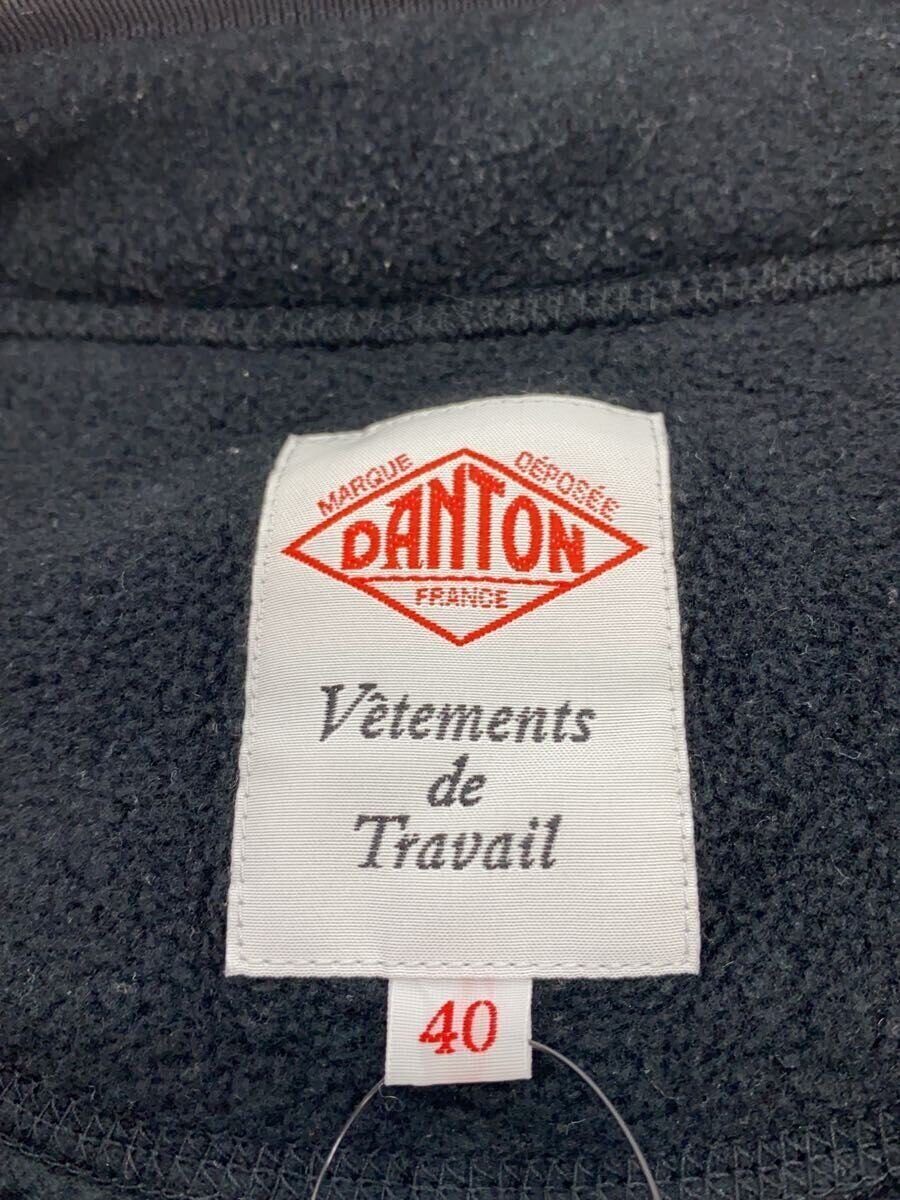 MARQUE DÉPOSÉE
DANTON
FRANCE
Vêtements
de
Travail
40